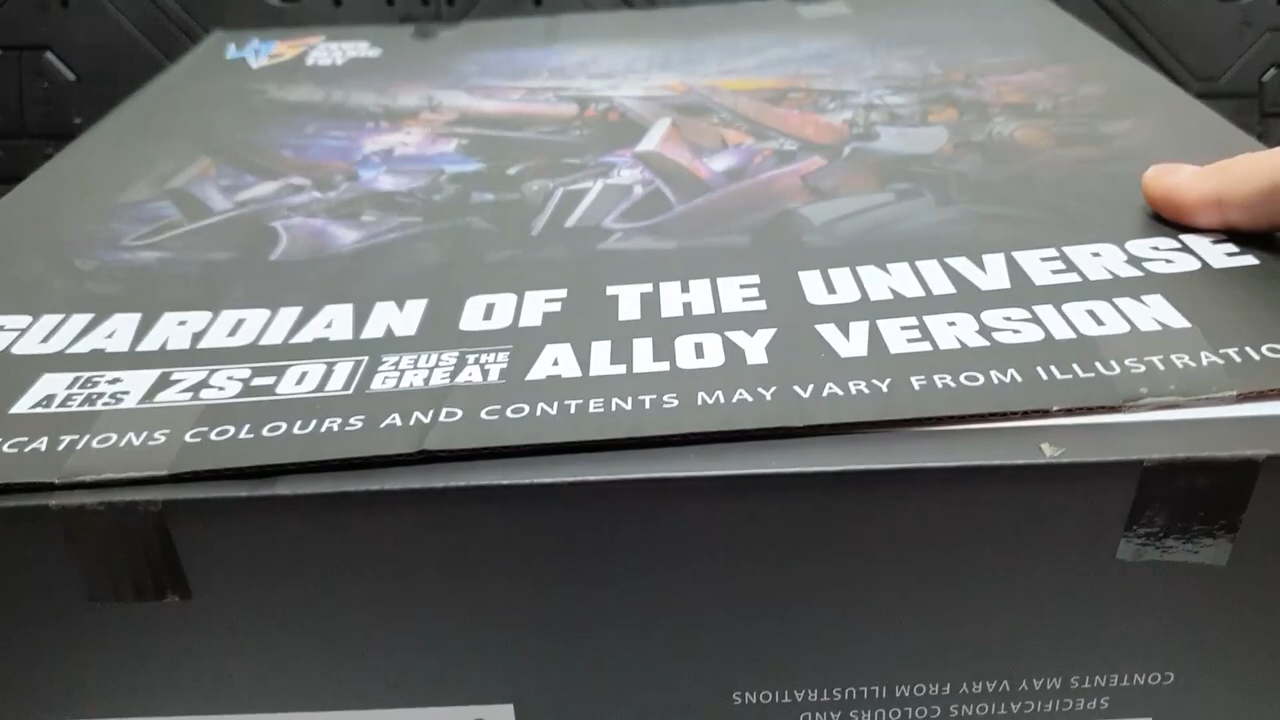 GUARDIAN OF THE UNIVERSE
16+
AERS
ZS-01
ZEUS THE
GREAT
ALLOY VERSION
CATIONS COLOURS AND CONTENTS MAY VARY FROM ILLUSTRATIO
SPECIFICATIONS COLOURS AND
CONTENTS MAY VARY FROM ILLUSTRATIONS